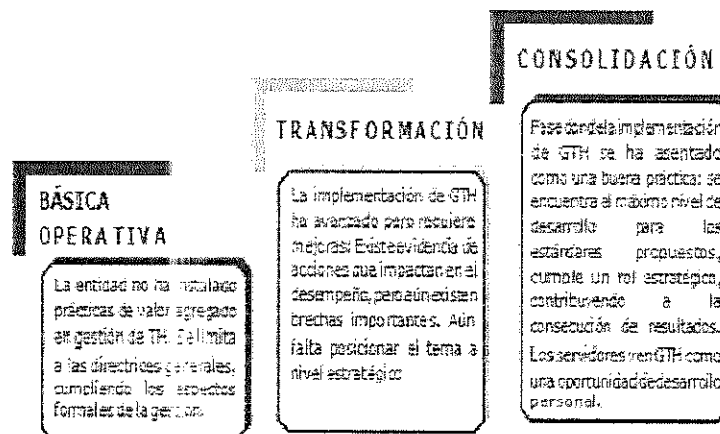 BÁSICA
OPERATIVA
La entidad no ha instalado
prácticas de valor agregado
en gestión de TH. Se limita
a las directrices generales,
cumpliendo los aspectos
formales de la gestión.
TRANSFORMACIÓN
La implementación de GTH
ha avanzado pero requiere
mejoras. Existe evidencia de
acciones que impactan en el
desempeño, pero aún existen
brechas importantes. Aún
falta posicionar el tema a
nivel estratégico
CONSOLIDACIÓN
Fase donde la implementación
de GTH se ha asentado
como una buena práctica: se
encuentra al máximo nivel de
desarrollo para los
estándares propuestos,
cumple un rol estratégico,
contribuyendo a la
consecución de resultados.
Los servidores ven GTH como
una oportunidad de desarrollo
personal.